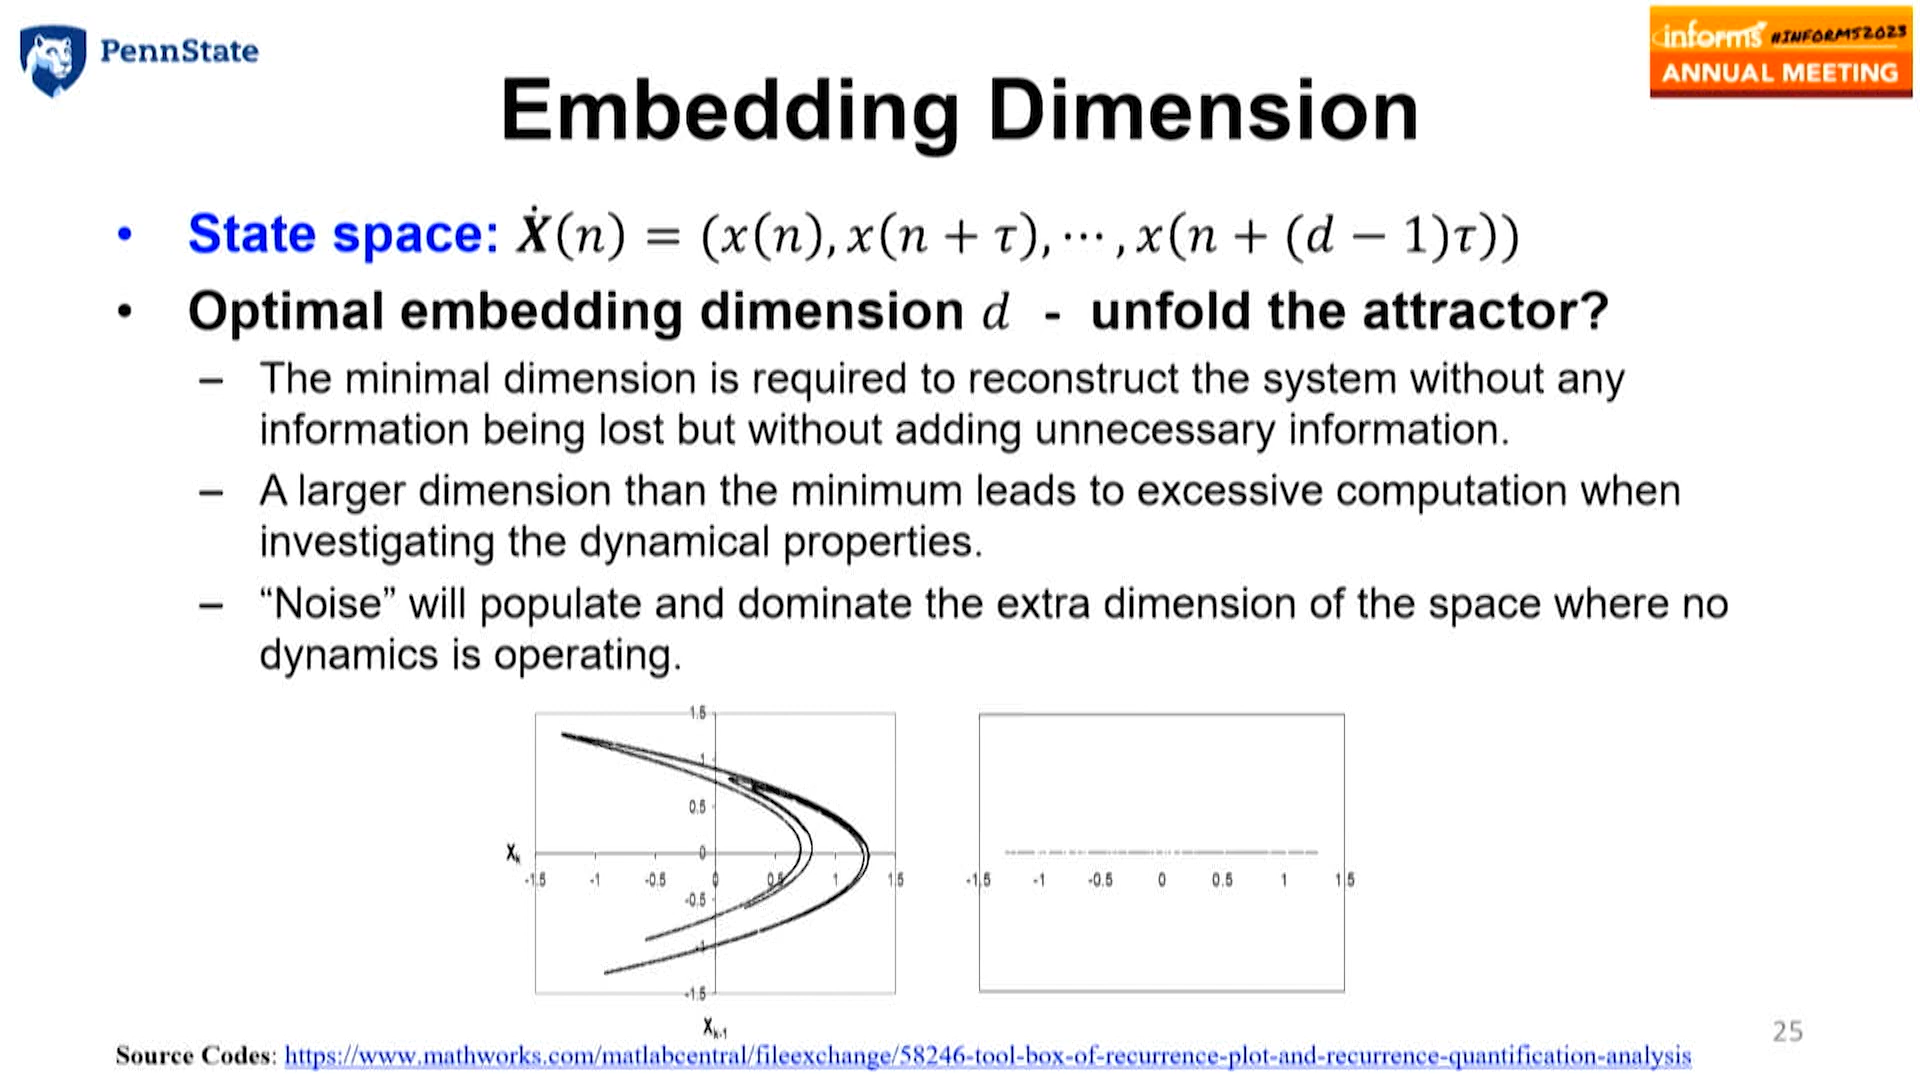 PennState
informs #INFORMS2023
ANNUAL MEETING
Embedding Dimension
• State space: Ẋ(n) = (x(n), x(n + τ), ⋯ , x(n + (d − 1)τ))
• Optimal embedding dimension d - unfold the attractor?
– The minimal dimension is required to reconstruct the system without any
information being lost but without adding unnecessary information.
– A larger dimension than the minimum leads to excessive computation when
investigating the dynamical properties.
– “Noise” will populate and dominate the extra dimension of the space where no
dynamics is operating.
1.5
1
0.5
Xk
0
-1.5 -1 -0.5 0 0.5 1 1.5
-0.5
-1
-1.5
Xk-1
-1.5 -1 -0.5 0 0.5 1 1.5
25
Source Codes: https://www.mathworks.com/matlabcentral/fileexchange/58246-tool-box-of-recurrence-plot-and-recurrence-quantification-analysis